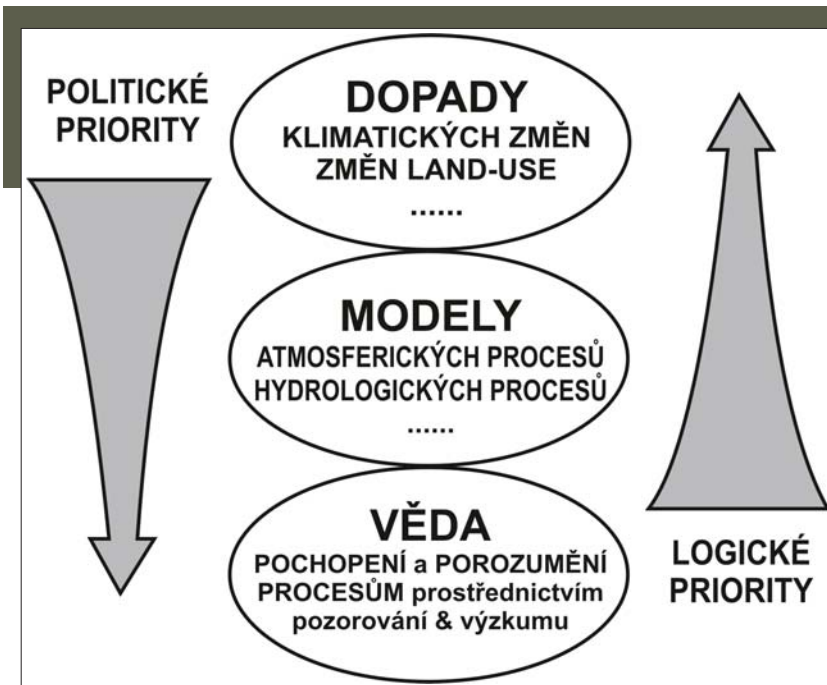 POLITICKÉ
PRIORITY
DOPADY
KLIMATICKÝCH ZMĚN
ZMĚN LAND-USE
......
MODELY
ATMOSFERICKÝCH PROCESŮ
HYDROLOGICKÝCH PROCESŮ
......
VĚDA
POCHOPENÍ a POROZUMĚNÍ
PROCESŮM prostřednictvím
pozorování & výzkumu
LOGICKÉ
PRIORITY